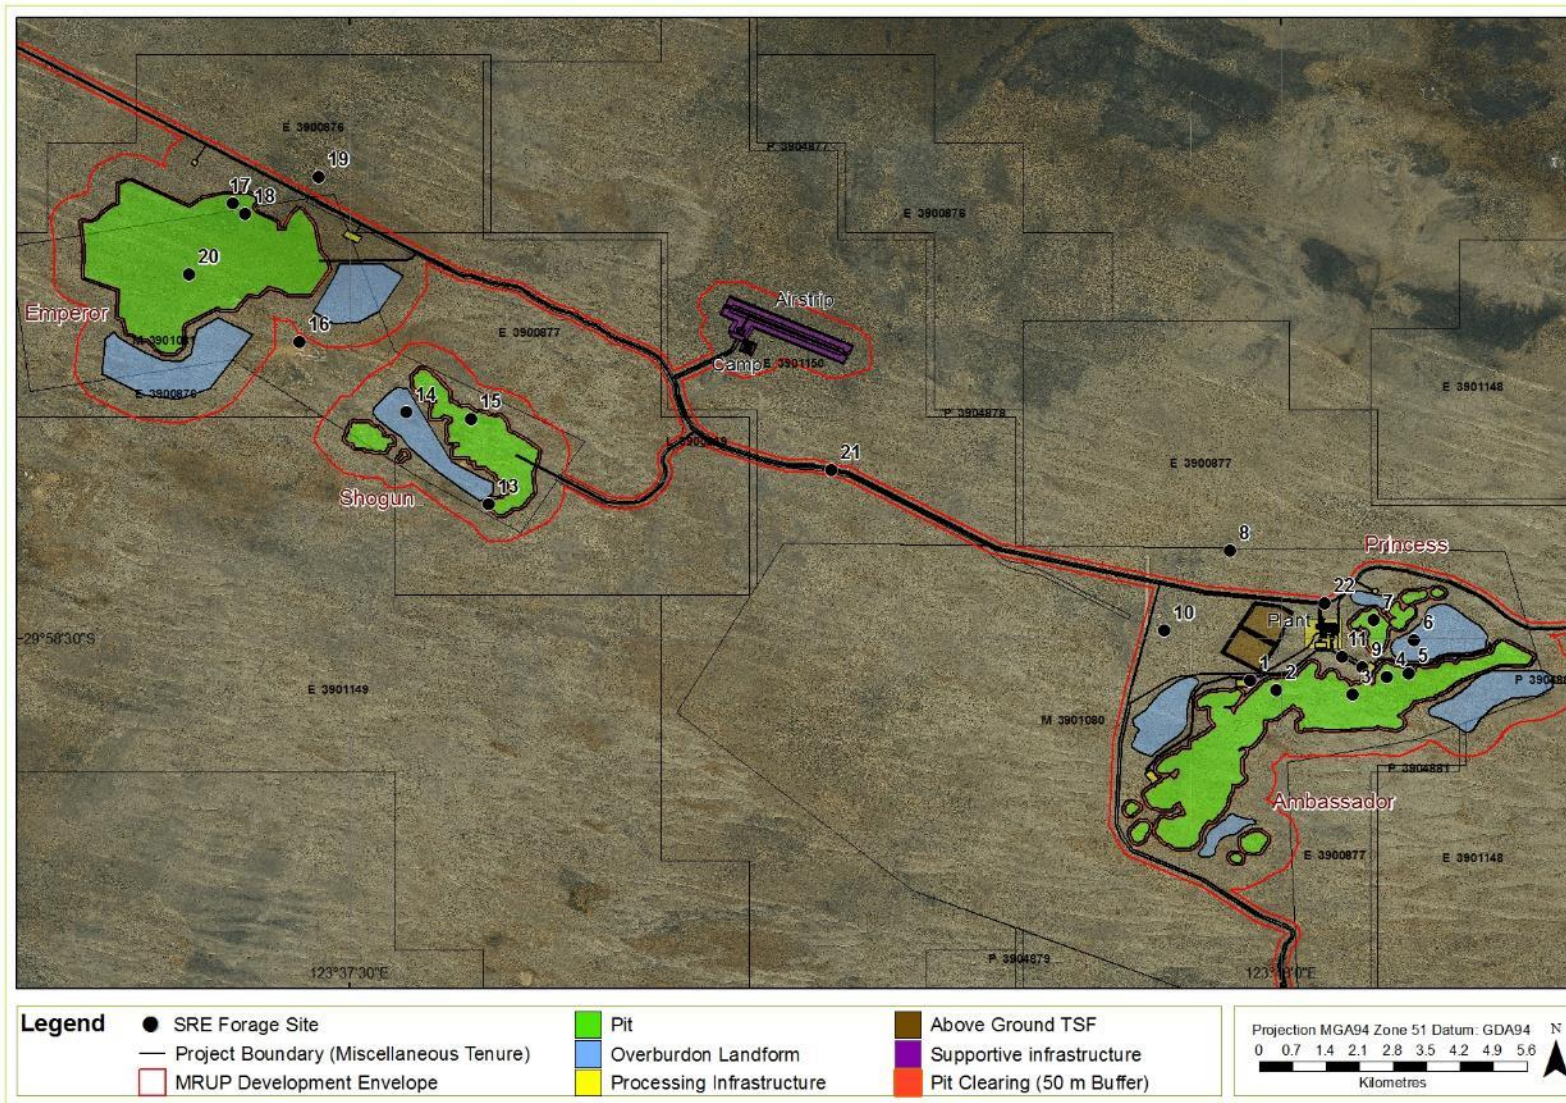 E 3900876
19
P 3904877
17
18
E 3900876
20
Airstrip
Emperor
16
E 3900877
M 3901081
Camp
E 3901150
E 3900876
E 3901148
14
15
P 3904878
21
E 3900877
Shogun
13
8
Princess
22
7
10
Plant
6
29°58'30"S
11
9
5
1
4
2
3
E 3901149
M 3901080
P 3904881
Ambassador
E 3900877
E 3901148
P 3904879
123°37'30"E
Legend
SRE Forage Site
Project Boundary (Miscellaneous Tenure)
MRUP Development Envelope
Pit
Overburdon Landform
Processing Infrastructure
Above Ground TSF
Supportive infrastructure
Pit Clearing (50 m Buffer)
Projection MGA94 Zone 51 Datum: GDA94
N
0 0.7 1.4 2.1 2.8 3.5 4.2 4.9 5.6
Kilometres